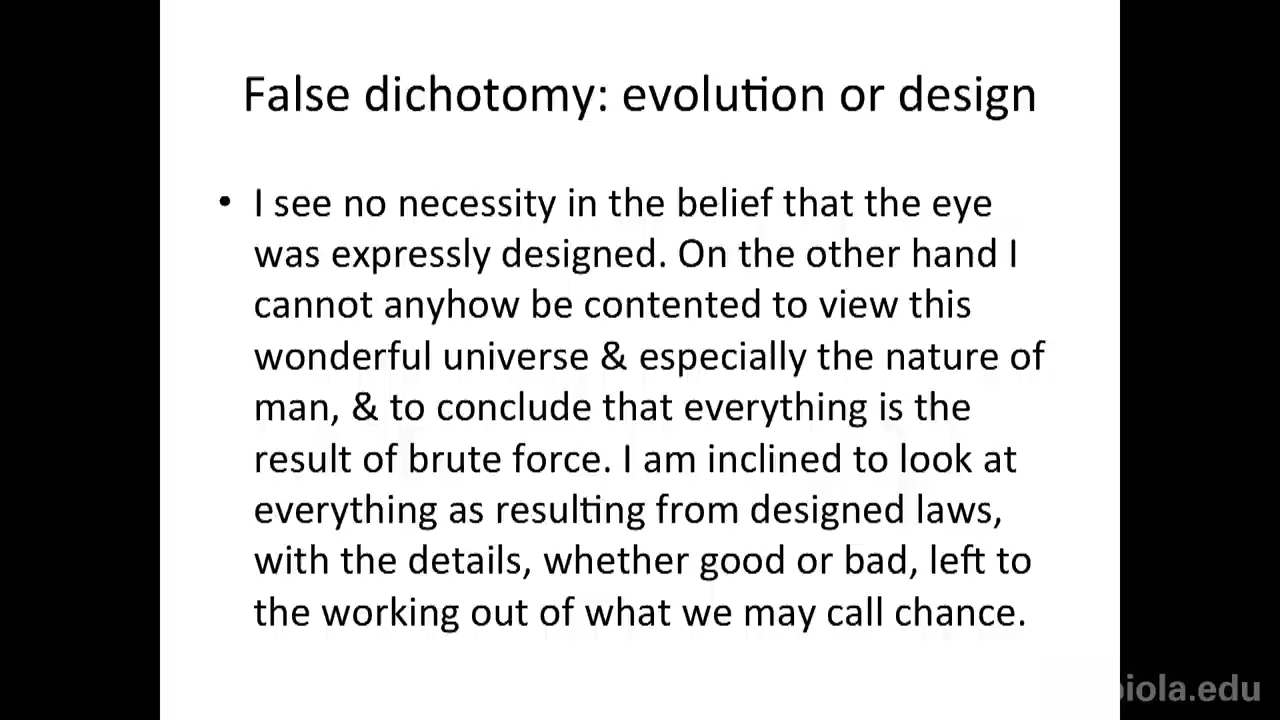 False dichotomy: evolution or design
• I see no necessity in the belief that the eye
was expressly designed. On the other hand I
cannot anyhow be contented to view this
wonderful universe & especially the nature of
man, & to conclude that everything is the
result of brute force. I am inclined to look at
everything as resulting from designed laws,
with the details, whether good or bad, left to
the working out of what we may call chance.
biola.edu